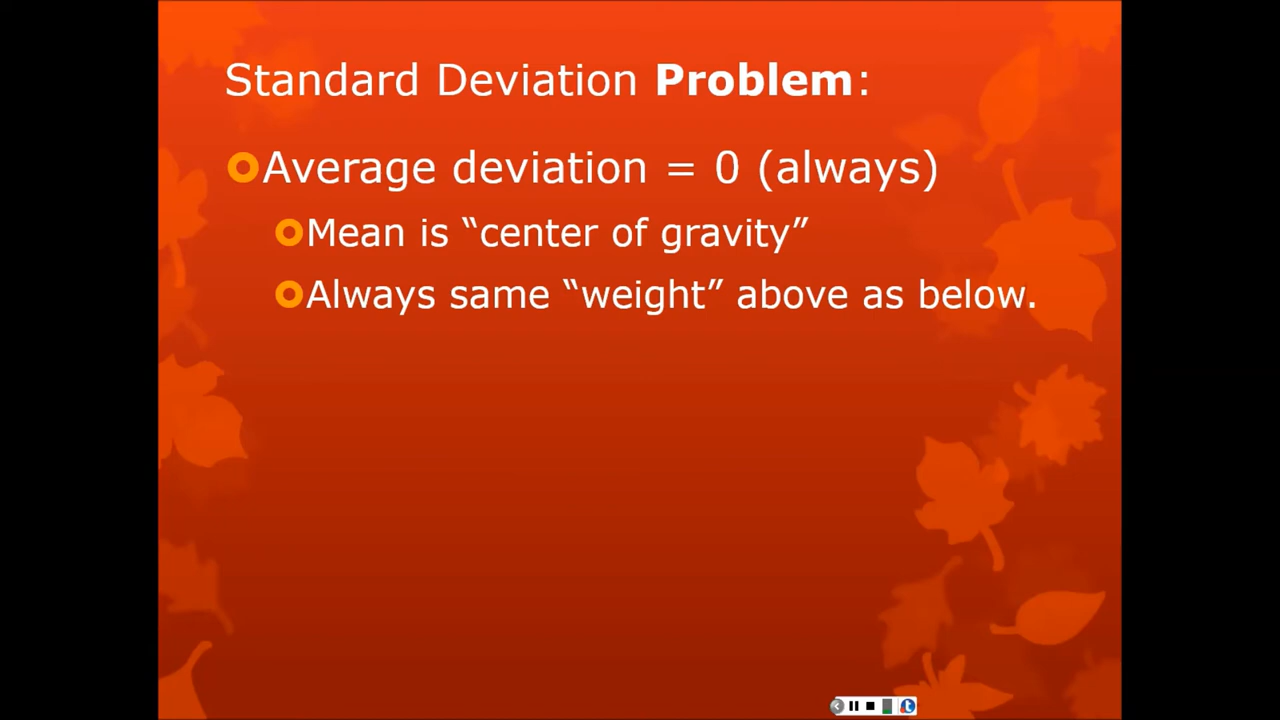 Standard Deviation Problem:
Average deviation = 0 (always)
Mean is “center of gravity”
Always same “weight” above as below.